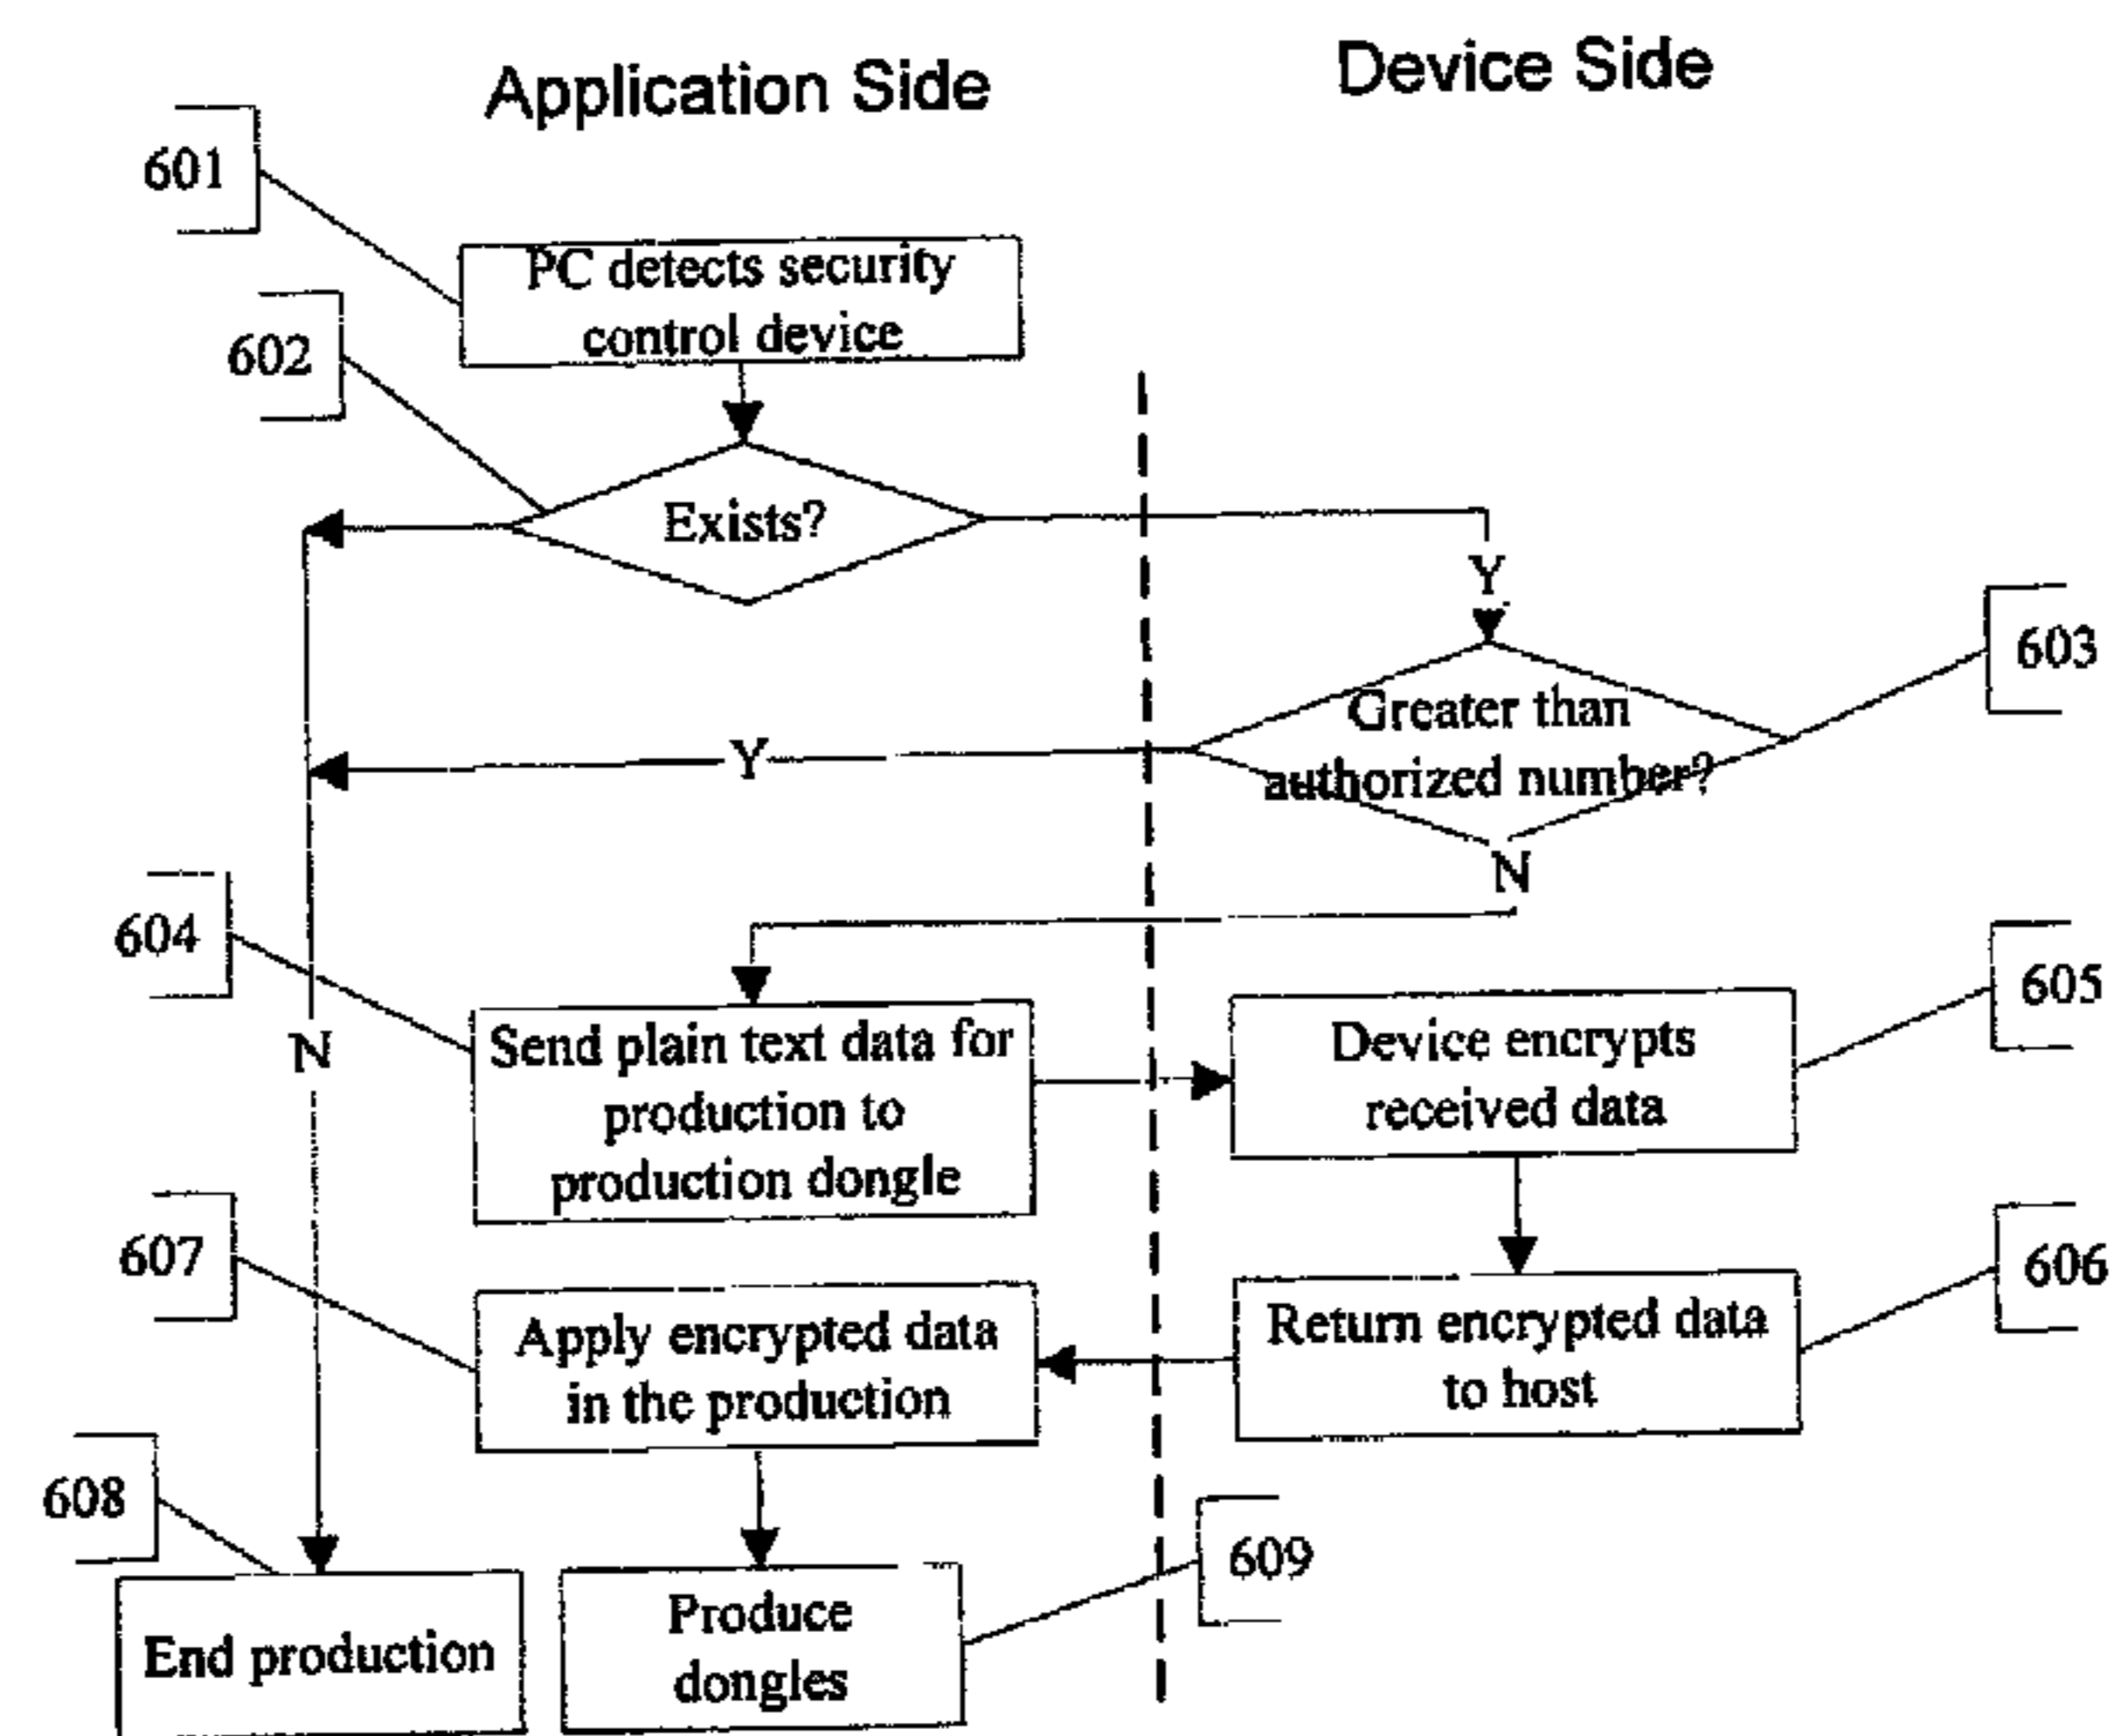 Application Side
Device Side
601
PC detects security
control device
602
Exists?
Y
603
Greater than
authorized number?
Y
N
604
N
Send plain text data for
production to
production dongle
605
Device encrypts
received data
607
Apply encrypted data
in the production
606
Return encrypted data
to host
608
End production
609
Produce
dongles